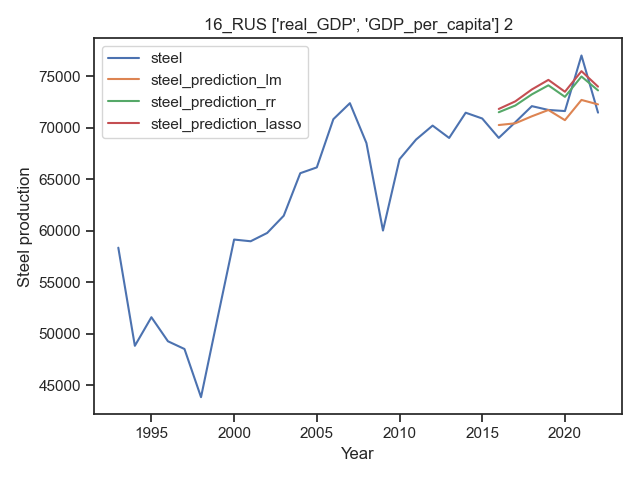 16_RUS ['real_GDP', 'GDP_per_capita'] 2
steel
steel_prediction_lm
steel_prediction_rr
steel_prediction_lasso
75000
70000
65000
60000
55000
50000
45000
Steel production
1995 2000 2005 2010 2015 2020
Year